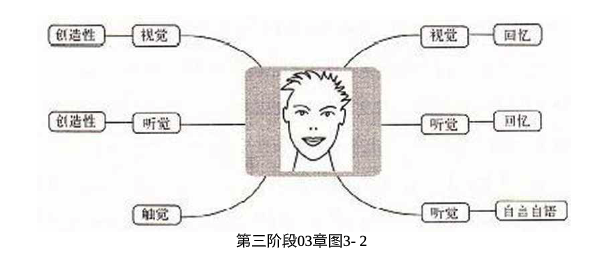 创造性 视觉 视觉 回忆
创造性 听觉 听觉 回忆
触觉 听觉 自言自语
第三阶段03章图3- 2